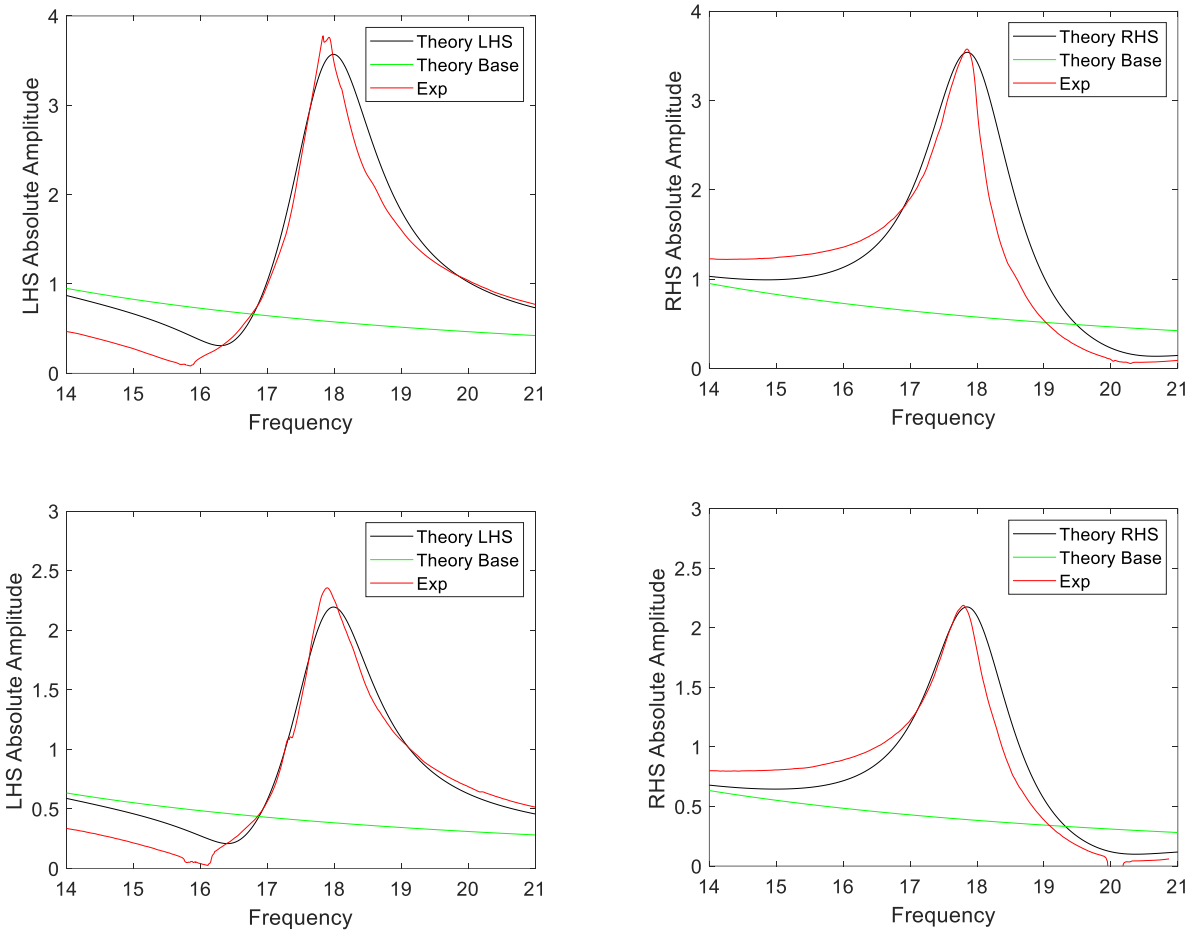 4
3
2
1
0
14 15 16 17 18 19 20 21
LHS Absolute Amplitude
Frequency
Theory LHS
Theory Base
Exp
4
3
2
1
0
14 15 16 17 18 19 20 21
RHS Absolute Amplitude
Frequency
Theory RHS
Theory Base
Exp
3
2.5
2
1.5
1
0.5
0
14 15 16 17 18 19 20 21
LHS Absolute Amplitude
Frequency
Theory LHS
Theory Base
Exp
3
2.5
2
1.5
1
0.5
0
14 15 16 17 18 19 20 21
RHS Absolute Amplitude
Frequency
Theory RHS
Theory Base
Exp